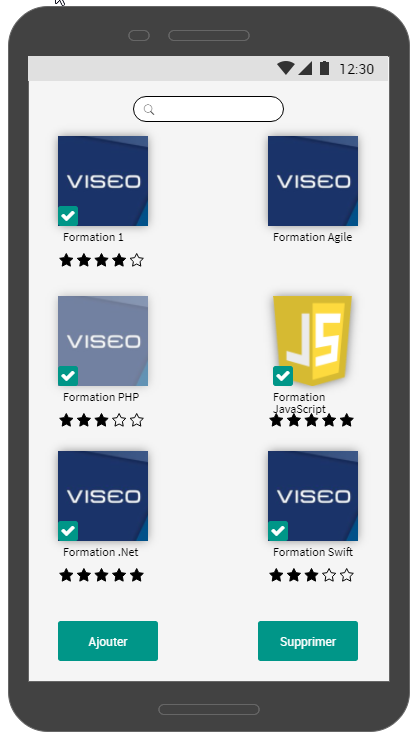 12:30
VISEO
VISEO
Formation 1
Formation Agile
VISEO
JS
Formation PHP
Formation
JavaScript
VISEO
VISEO
Formation .Net
Formation Swift
Ajouter
Supprimer